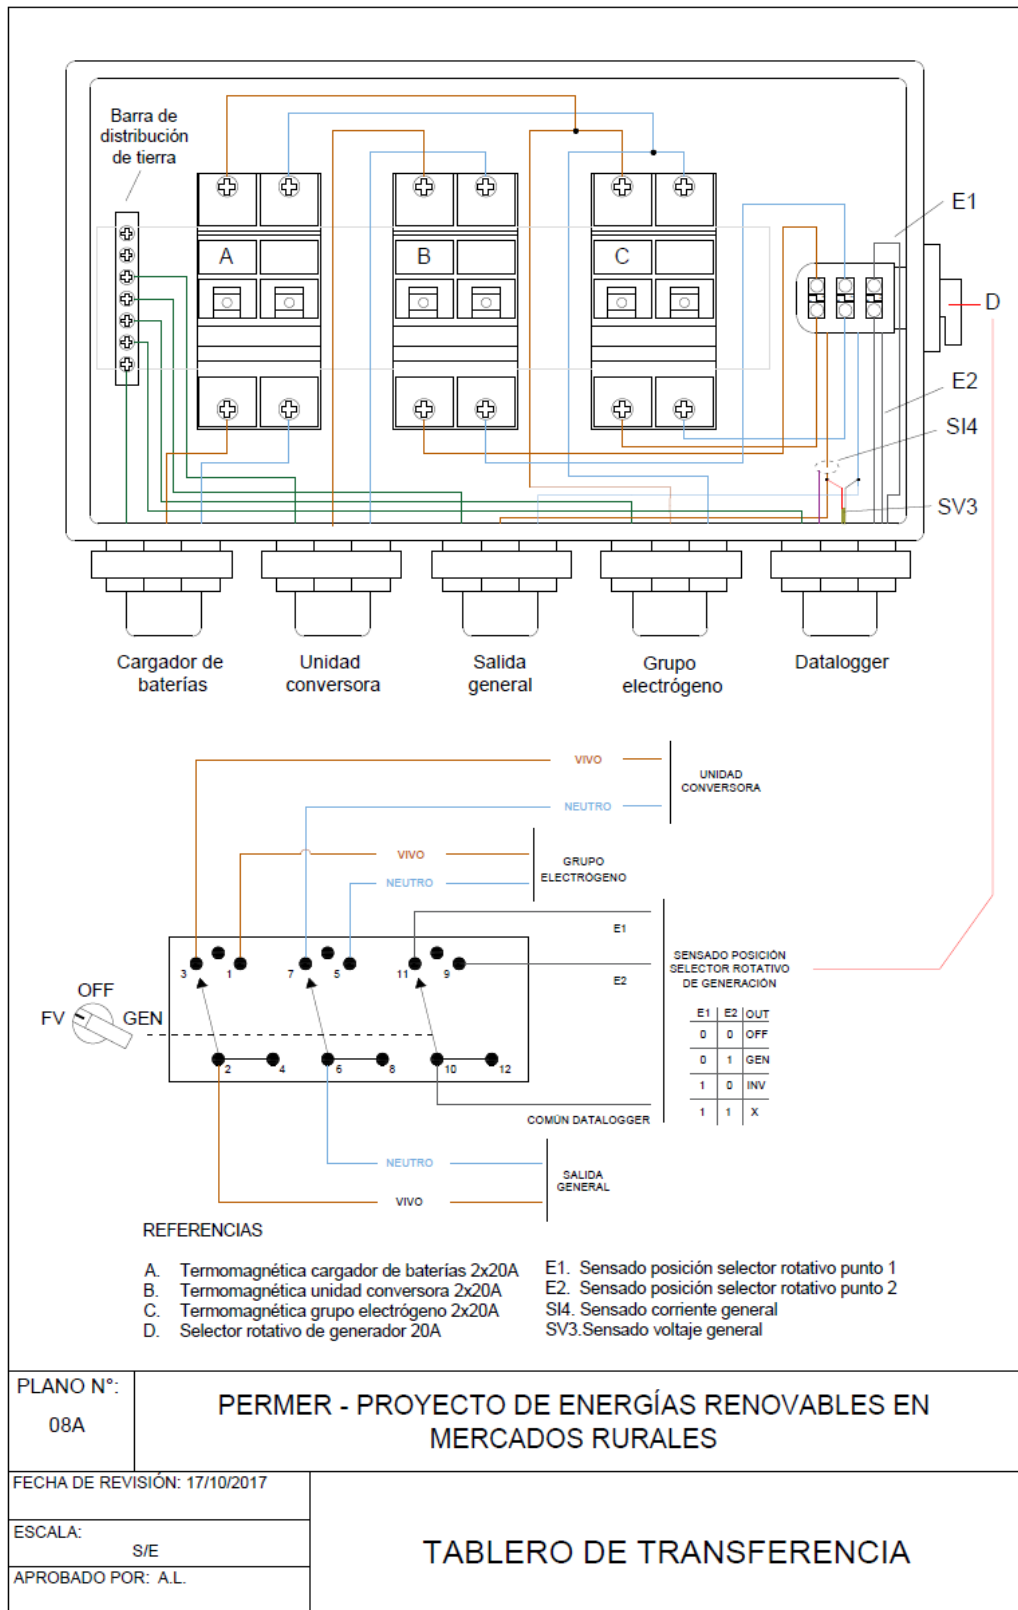 Barra de
distribución
de tierra
A
B
C
E1
D
E2
SI4
SV3
Cargador de
baterías
Unidad
conversora
Salida
general
Grupo
electrógeno
Datalogger
VIVO
NEUTRO
UNIDAD
CONVERSORA
VIVO
NEUTRO
GRUPO
ELECTRÓGENO
E1
E2
SENSADO POSICIÓN
SELECTOR ROTATIVO
DE GENERACIÓN
3 1 7 5 11 9
OFF
FV GEN
2 4 6 8 10 12
E1 E2 OUT
0 0 OFF
0 1 GEN
1 0 INV
1 1 X
COMÚN DATALOGGER
NEUTRO
VIVO
SALIDA
GENERAL
REFERENCIAS
A. Termomagnética cargador de baterías 2x20A
B. Termomagnética unidad conversora 2x20A
C. Termomagnética grupo electrógeno 2x20A
D. Selector rotativo de generador 20A
E1. Sensado posición selector rotativo punto 1
E2. Sensado posición selector rotativo punto 2
SI4. Sensado corriente general
SV3.Sensado voltaje general
PLANO N°:
08A
PERMER - PROYECTO DE ENERGÍAS RENOVABLES EN
MERCADOS RURALES
FECHA DE REVISIÓN: 17/10/2017
ESCALA:
S/E
APROBADO POR: A.L.
TABLERO DE TRANSFERENCIA